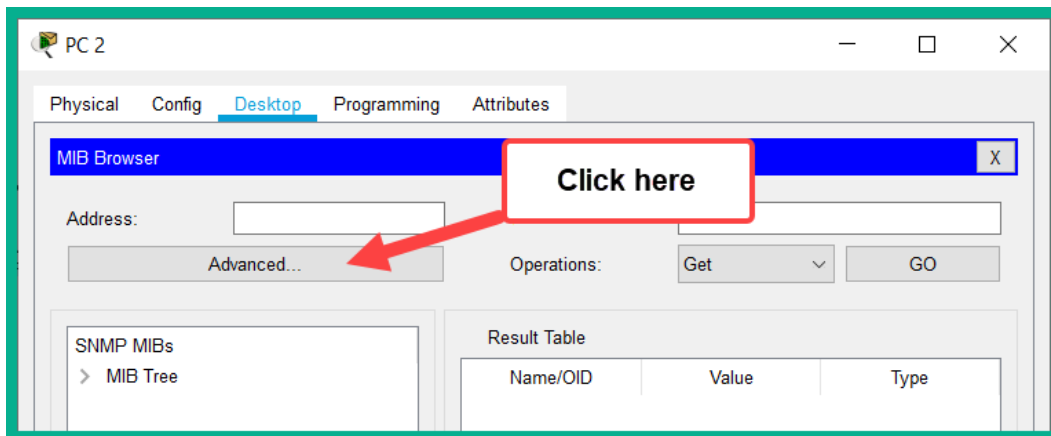 PC 2
Physical Config Desktop Programming Attributes
MIB Browser
X
Click here
Address:
Advanced...
Operations:
Get
GO
SNMP MIBs
MIB Tree
Result Table
Name/OID Value Type